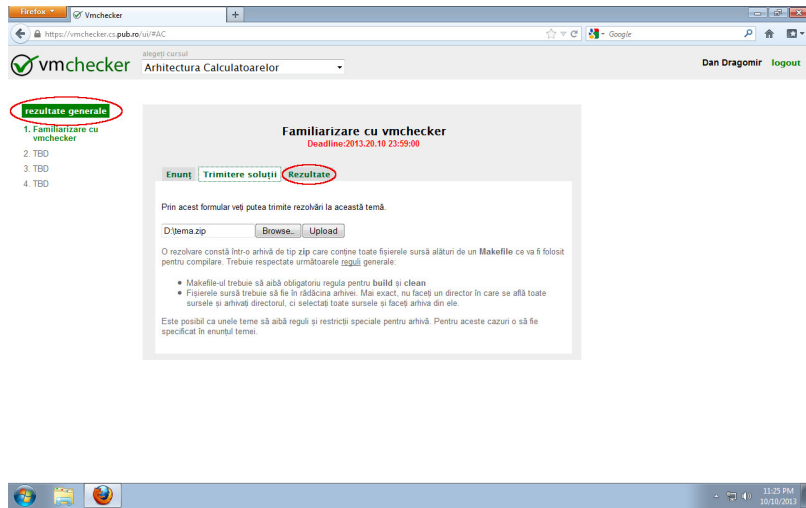 Firefox
Vmchecker
+
https://vmchecker.cs.pub.ro/ui/#AC
Google
vmchecker
alegeți cursul
Arhitectura Calculatoarelor
Dan Dragomir logout
rezultate generale
1. Familiarizare cu
vmchecker
2. TBD
3. TBD
4. TBD
Familiarizare cu vmchecker
Deadline:2013.20.10 23:59:00
Enunț Trimitere soluții Rezultate
Prin acest formular veți putea trimite rezolvări la această temă.
D:\tema.zip Browse.. Upload
O rezolvare constă într-o arhivă de tip zip care conține toate fișierele sursă alături de un Makefile ce va fi folosit
pentru compilare. Trebuie respectate următoarele reguli generale:
Makefile-ul trebuie să aibă obligatoriu regula pentru build și clean
Fișierele sursă trebuie să fie în rădăcina arhivei. Mai exact, nu faceți un director în care se află toate
sursele și arhivați directorul, ci selectați toate sursele și faceți arhiva din ele.
Este posibil ca unele teme să aibă reguli și restricții speciale pentru arhivă. Pentru aceste cazuri o să fie
specificat în enunțul temei.
11:25 PM
10/10/2013